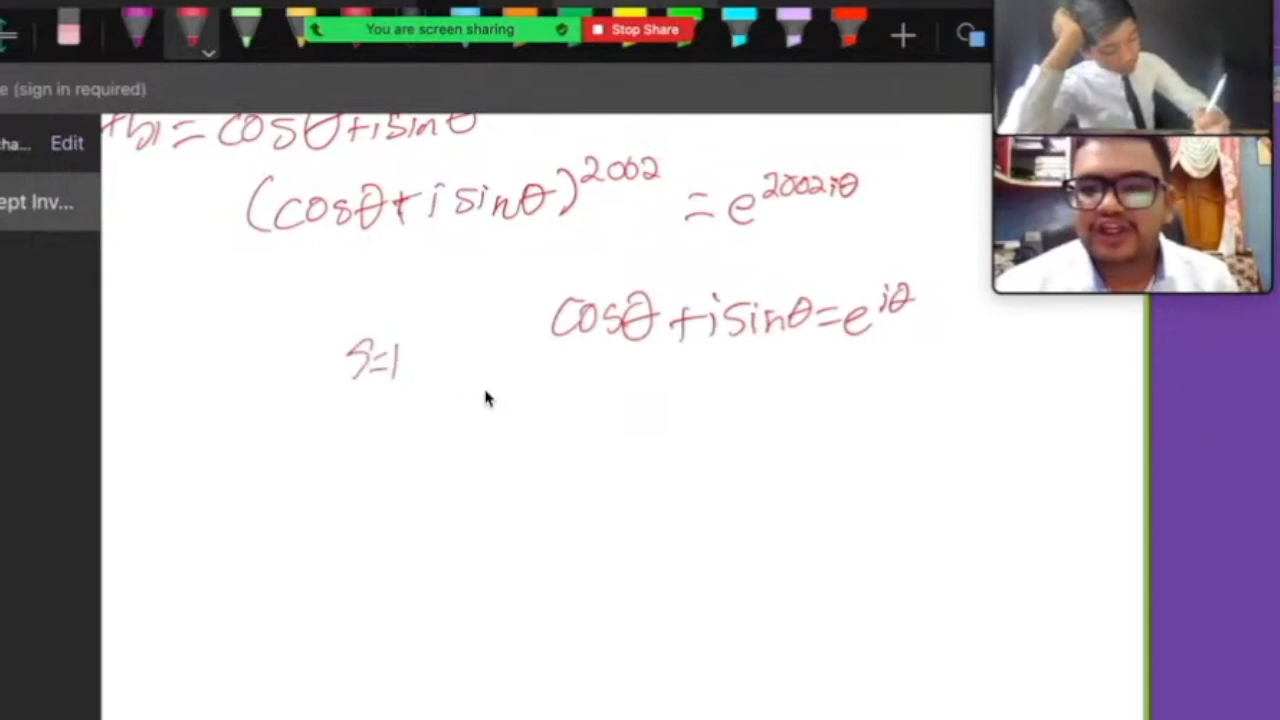 You are screen sharing
Stop Share
e (sign in required)
+bi = cosθ+isinθ
cha... Edit
(cosθ+isinθ)^2002 = e^2002iθ
ept Inv...
cosθ+isinθ=e^iθ
S=1